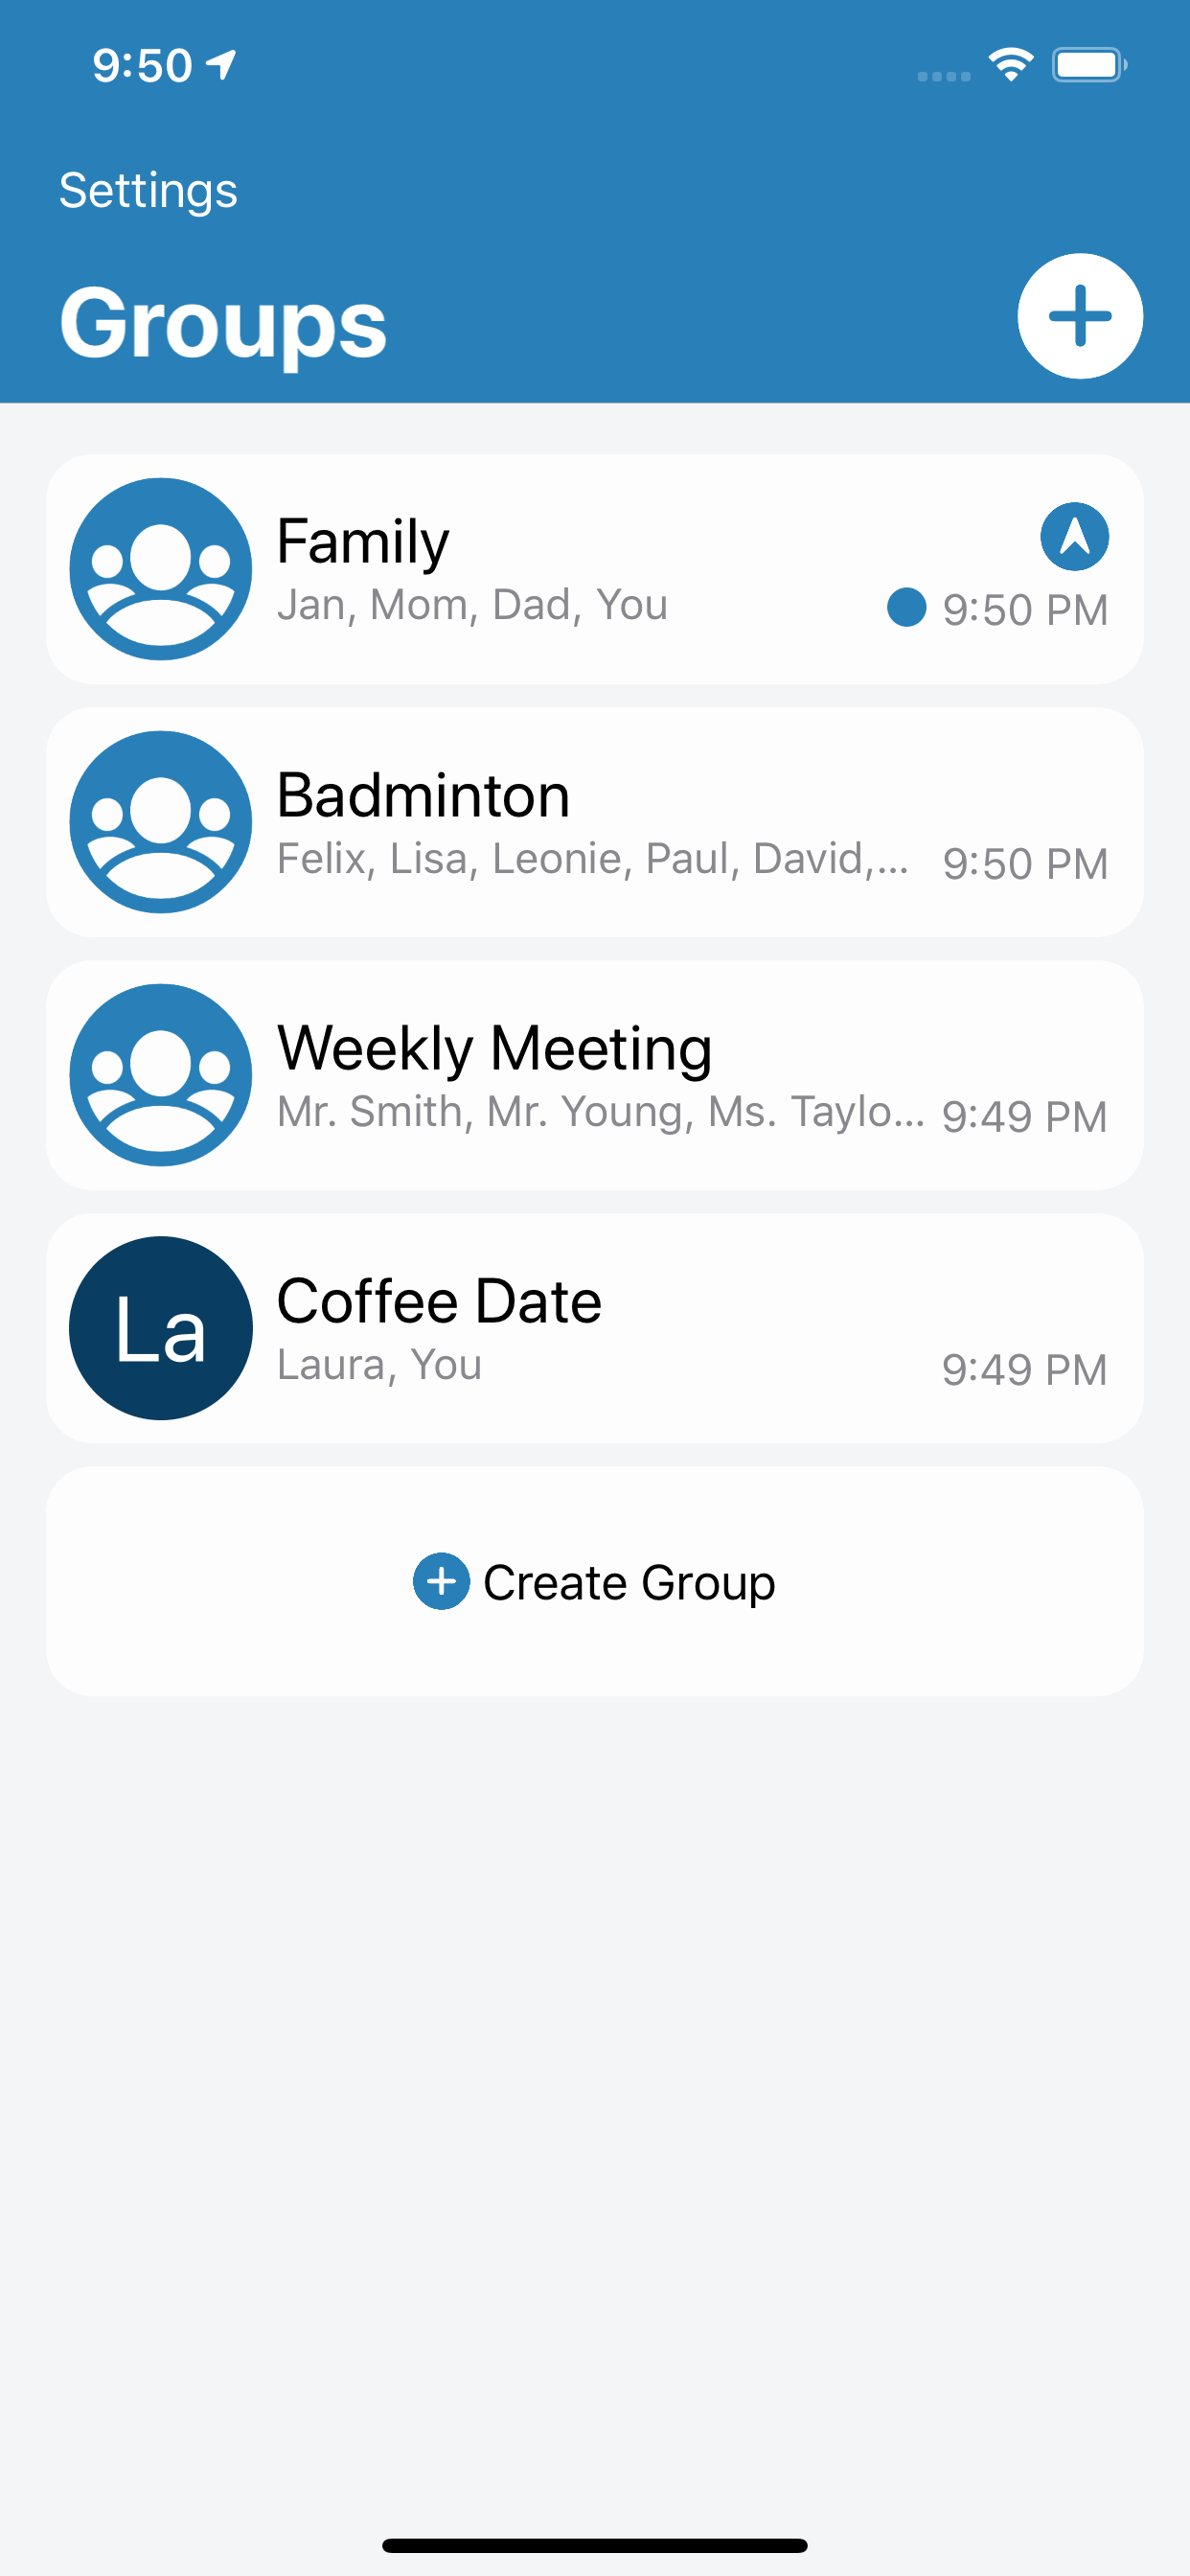 9:50
Settings
Groups
Family
Jan, Mom, Dad, You
9:50 PM
Badminton
Felix, Lisa, Leonie, Paul, David,...
9:50 PM
Weekly Meeting
Mr. Smith, Mr. Young, Ms. Taylo...
9:49 PM
La
Coffee Date
Laura, You
9:49 PM
Create Group